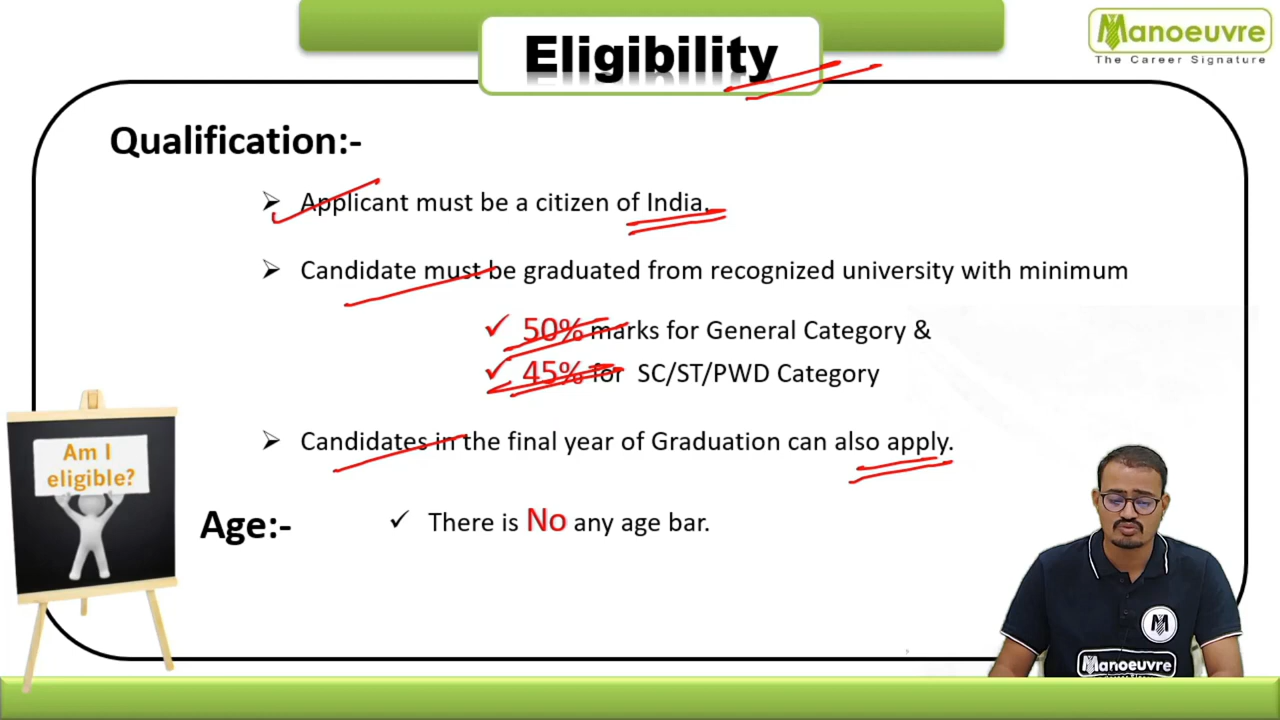 Eligibility
Manoeuvre
The Career Signature
Qualification:-
➢ Applicant must be a citizen of India.
➢ Candidate must be graduated from recognized university with minimum
✓ 50% marks for General Category &
✓ 45% for SC/ST/PWD Category
➢ Candidates in the final year of Graduation can also apply.
Am I
eligible?
Age:- ✓ There is No any age bar.
M
Manoeuvre